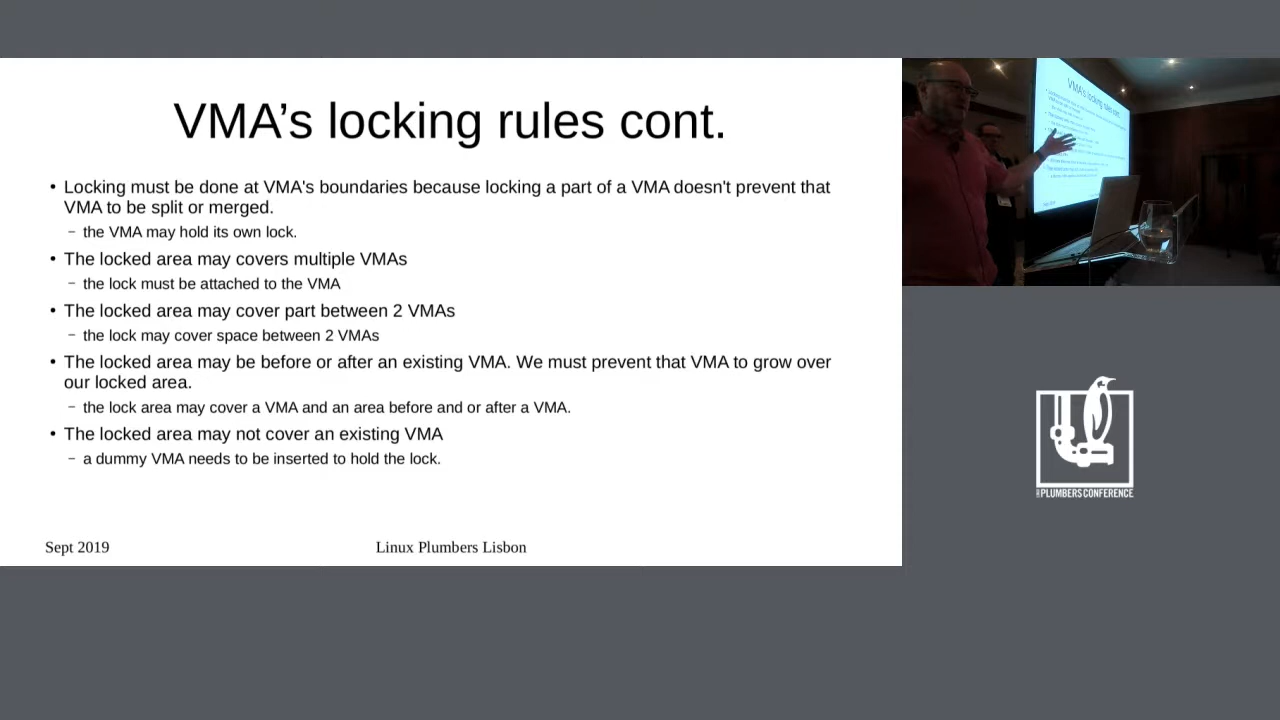 VMA's locking rules cont.
• Locking must be done at VMA's boundaries because locking a part of a VMA doesn't prevent that
VMA to be split or merged.
– the VMA may hold its own lock.
• The locked area may covers multiple VMAs
– the lock must be attached to the VMA
• The locked area may cover part between 2 VMAs
– the lock may cover space between 2 VMAs
• The locked area may be before or after an existing VMA. We must prevent that VMA to grow over
our locked area.
– the lock area may cover a VMA and an area before and or after a VMA.
• The locked area may not cover an existing VMA
– a dummy VMA needs to be inserted to hold the lock.
Sept 2019
Linux Plumbers Lisbon
VMA's locking rules cont.
PLUMBERS CONFERENCE